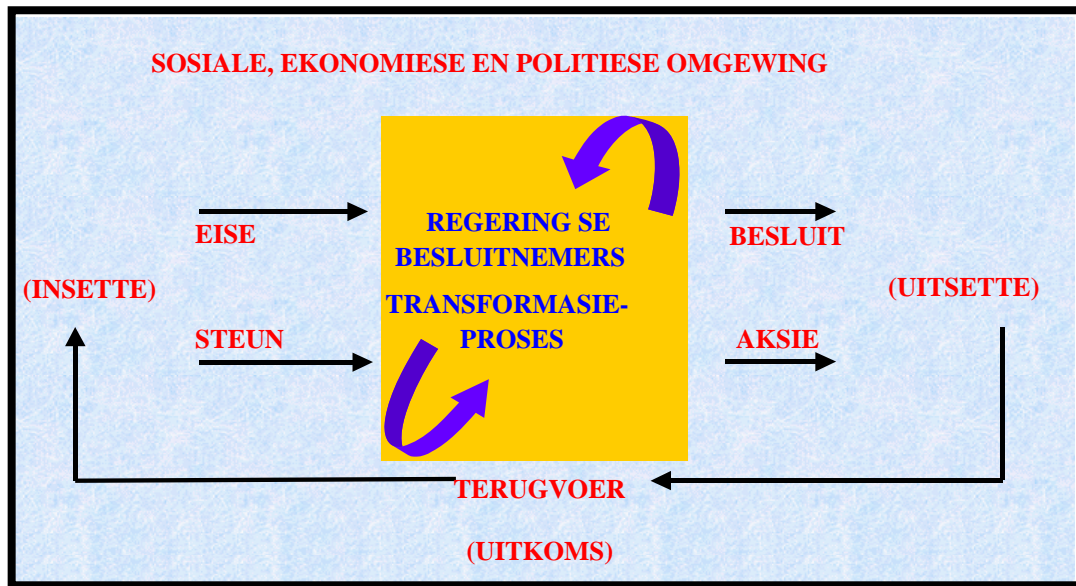 SOSIALE, EKONOMIESE EN POLITIESE OMGEWING
EISE
(INSETTE)
STEUN
REGERING SE
BESLUITNEMERS
TRANSFORMASIE-
PROSES
BESLUIT
(UITSETTE)
AKSIE
TERUGVOER
(UITKOMS)